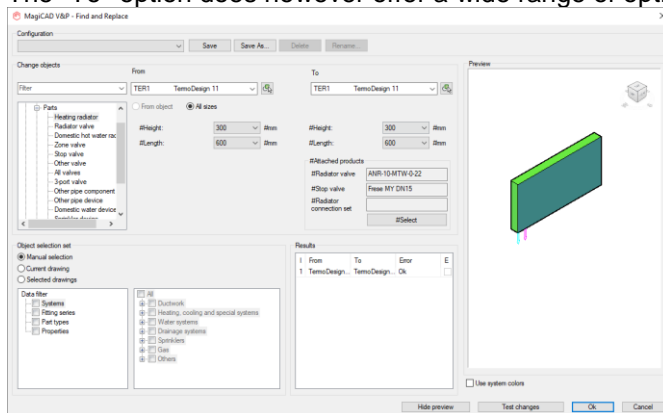 The "To" option does however offer a wide range of opt
MagiCAD V&P - Find and Replace
Configuration
Save Save As... Delete Rename...
Change objects
From
To
Preview
Filter
TER1 TermoDesign 11
TER1 TermoDesign 11
From object All sizes
Parts
Heating radiator
Radiator valve
Domestic hot water rac
Zone valve
Stop valve
Other valve
All valves
3-port valve
Other pipe component
Other pipe device
Domestic water device
Sprinkler device
#Height: 300 #mm
#Length: 600 #mm
#Height: 300 #mm
#Length: 600 #mm
#Attached products
#Radiator valve ANR-10-MTW-0-22
#Stop valve Frese MY DN15
#Radiator
connection set
#Select
Object selection set
Manual selection
Current drawing
Selected drawings
Data filter
Systems
Fitting series
Part types
Properties
All
Ductwork
Heating, cooling and special systems
Water systems
Drainage systems
Sprinklers
Gas
Others
Results
I From To Error E
1 TermoDesign... TermoDesign... Ok
Use system colors
Hide preview Test changes Ok Cancel